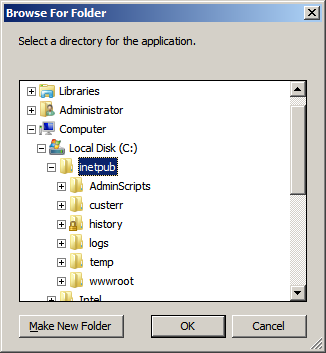 Browse For Folder
Select a directory for the application.
Libraries
Administrator
Computer
Local Disk (C:)
inetpub
AdminScripts
custerr
history
logs
temp
wwwroot
Intel
Make New Folder
OK
Cancel